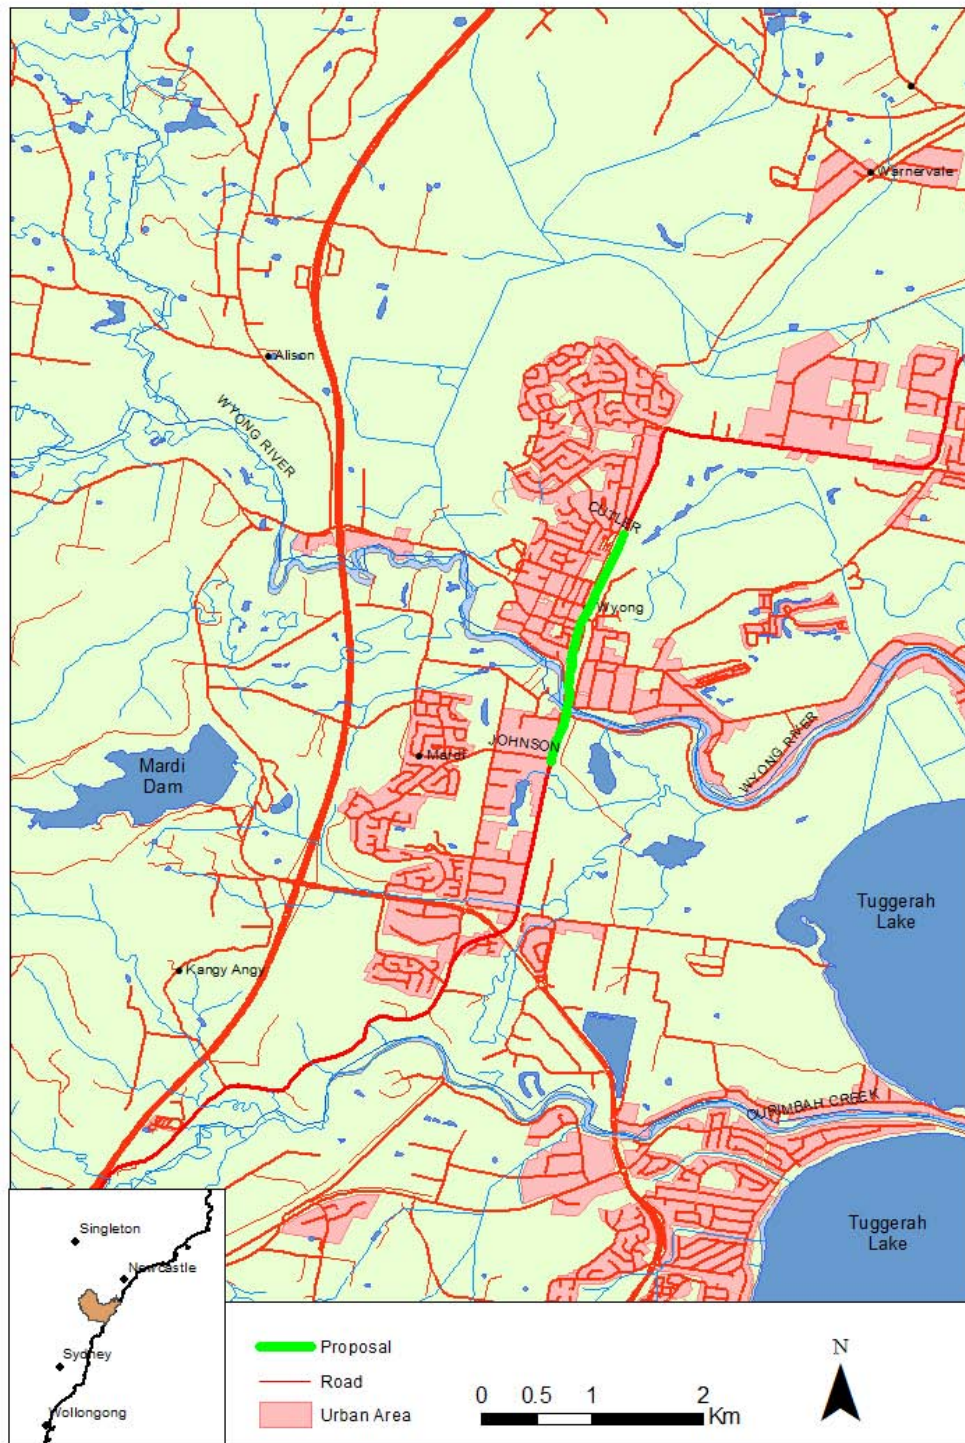 Warnervale
Alison
WYONG RIVER
CUTLER
Wyong
JOHNSON
Mardi
WYONG RIVER
Mardi
Dam
Tuggerah
Lake
Kangy Angy
OURIMBAH CREEK
Tuggerah
Lake
Singleton
Newcastle
Sydney
Wollongong
Proposal
Road
Urban Area
0 0.5 1 2
Km
N